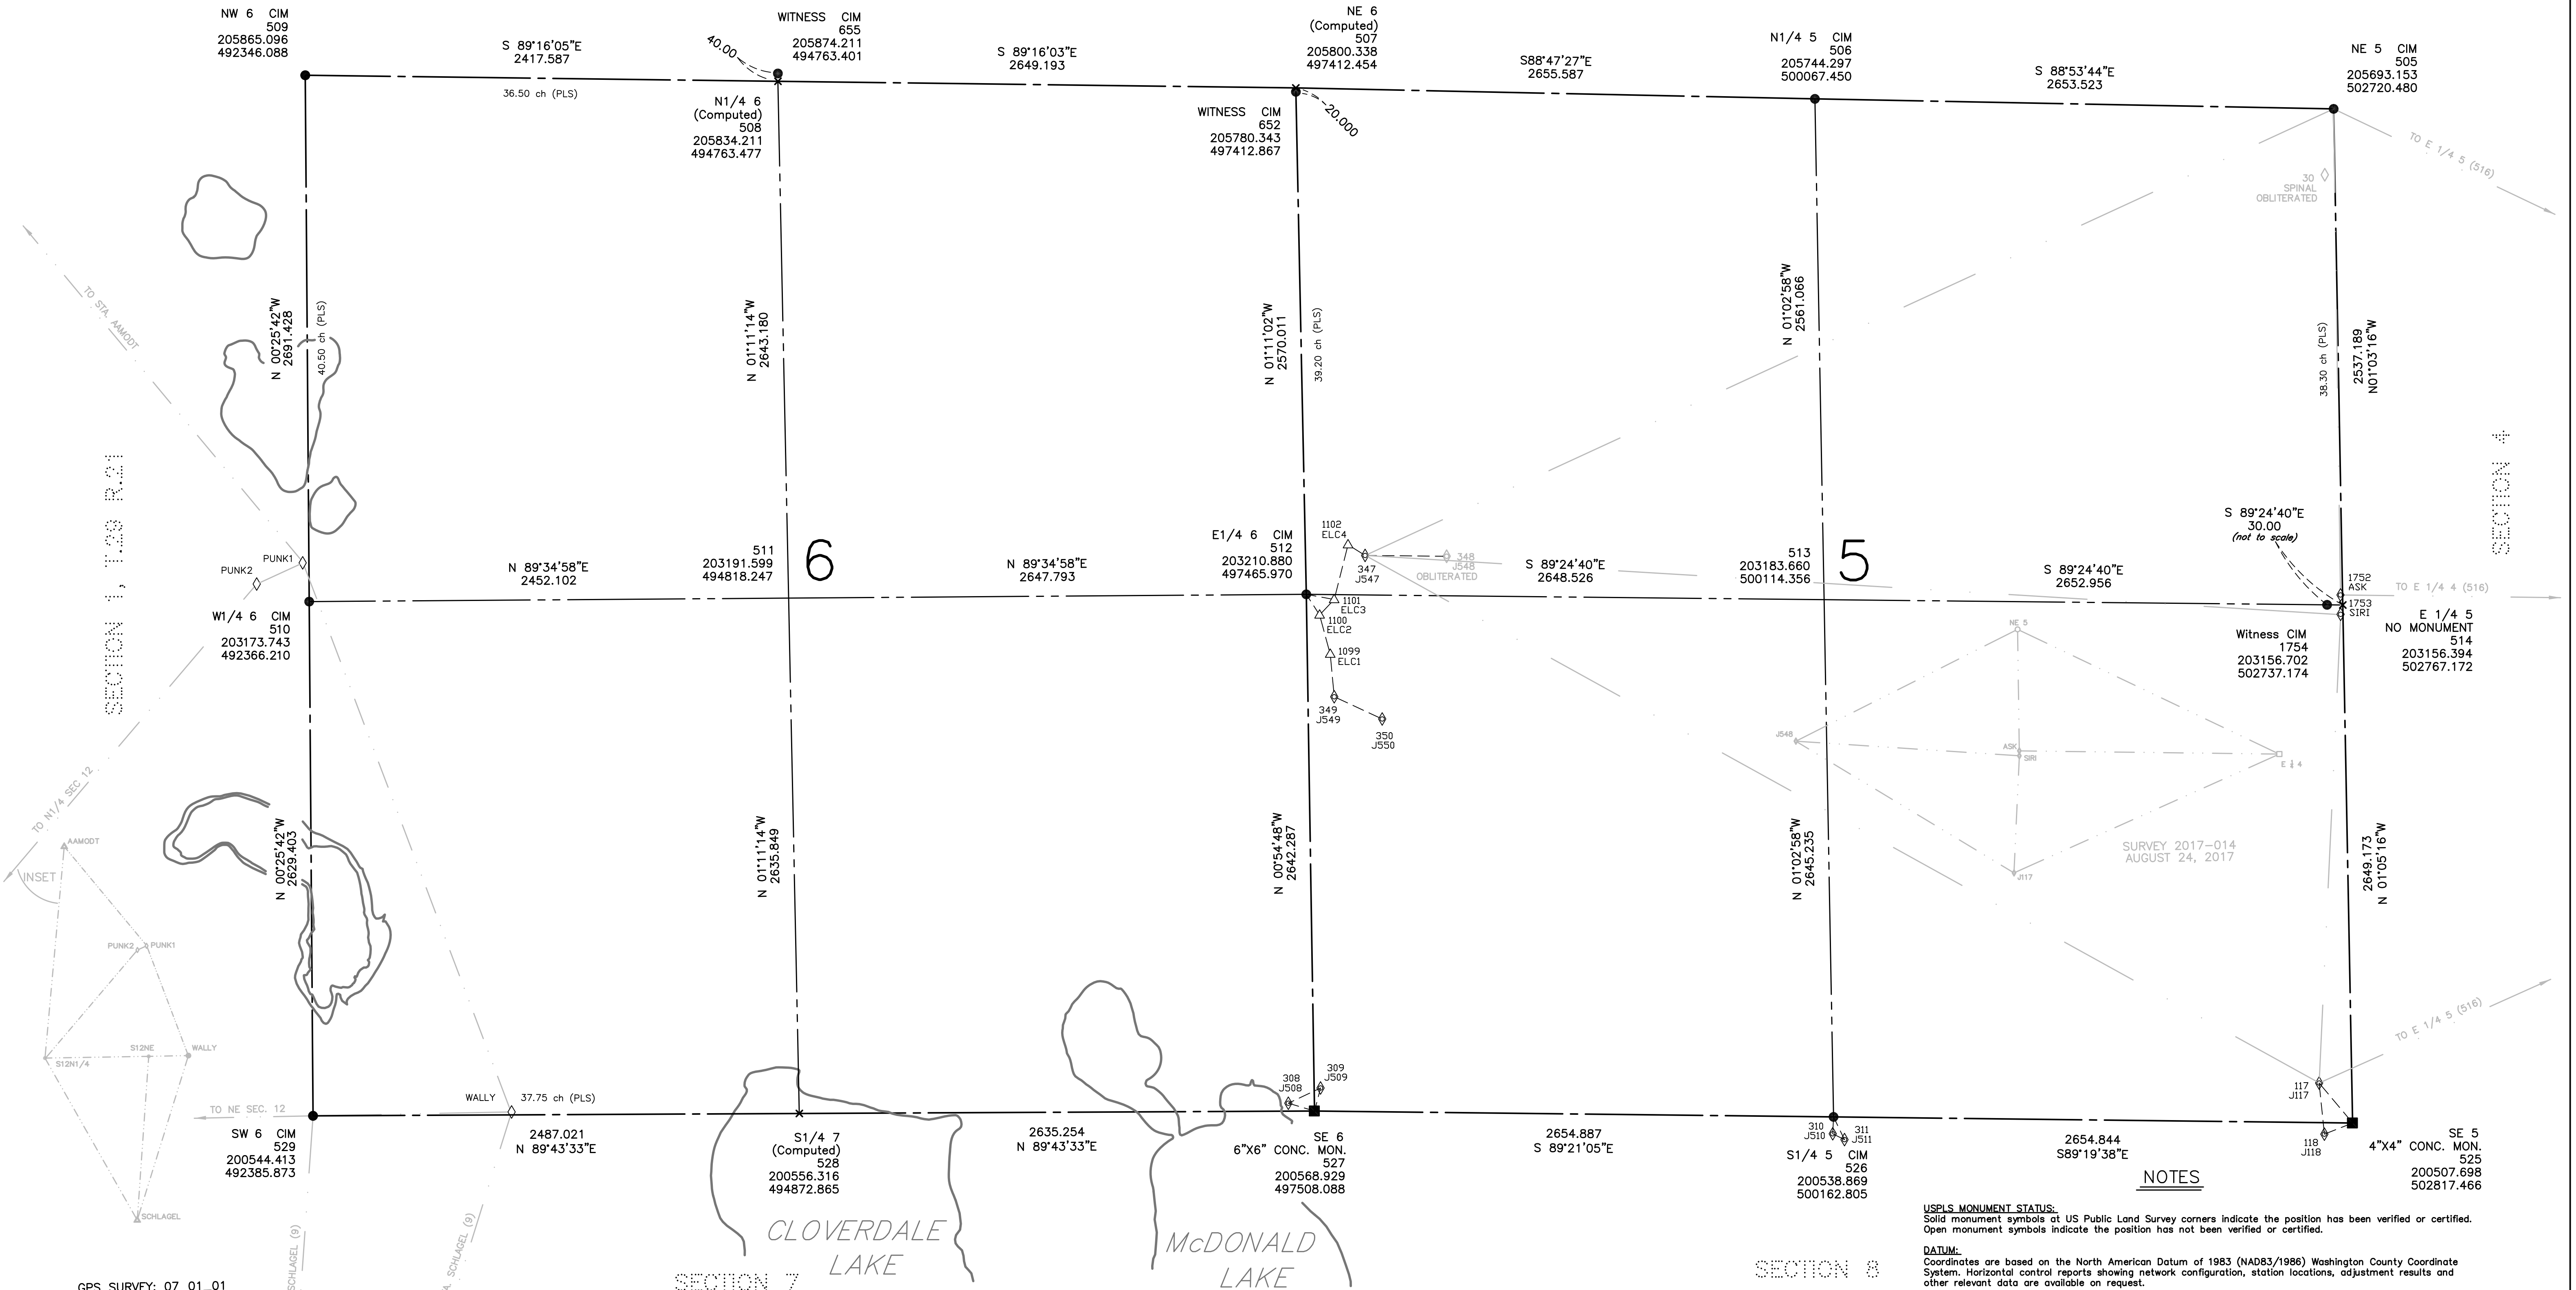 NW 6 CIM
509
205865.096
492346.088
S 89°16'05"E
2417.587
36.50 ch (PLS)
40.00
WITNESS CIM
655
205874.211
494763.401
N1/4 6
(Computed)
508
205834.211
494763.477
S 89°16'03"E
2649.193
NE 6
(Computed)
507
205800.338
497412.454
WITNESS CIM
652
205780.343
497412.867
20.000
S88°47'27"E
2655.587
N1/4 5 CIM
506
205744.297
500067.450
S 88°53'44"E
2653.523
NE 5 CIM
505
205693.153
502720.480
TO E 1/4 5 (516)
30
SPINAL
OBLITERATED
TO STA. AAMODT
N 00°25'42"W
2691.428
40.50 ch (PLS)
N 01°11'14"W
2643.180
N 01°11'02"W
2570.011
39.20 ch (PLS)
N 01°02'58"W
2561.066
38.30 ch (PLS)
2537.189
N01°03'16"W
SECTION 1, T.29 R.21
SECTION 4
PUNK1
PUNK2
W1/4 6 CIM
510
203173.743
492366.210
N 89°34'58"E
2452.102
511
203191.599
494818.247
6
N 89°34'58"E
2647.793
E1/4 6 CIM
512
203210.880
497465.970
1102
ELC4
347
J547
348
J548
OBLITERATED
1101
ELC3
1100
ELC2
1099
ELC1
349
J549
350
J550
S 89°24'40"E
2648.526
513
203183.660
500114.356
5
S 89°24'40"E
2652.956
S 89°24'40"E
30.00
(not to scale)
1752
ASK
1753
SIRI
TO E 1/4 4 (516)
E 1/4 5
NO MONUMENT
514
203156.394
502767.172
Witness CIM
1754
203156.702
502737.174
NE 5
J548
ASK
SIRI
E 1/4 4
J117
SURVEY 2017-014
AUGUST 24, 2017
TO N1/4 SEC 12
AAMODT
INSET
PUNK2
PUNK1
S12NE
WALLY
S12N1/4
SCHLAGEL
N 00°25'42"W
2629.403
N 01°11'14"W
2635.849
N 00°54'48"W
2642.287
N 01°02'58"W
2645.235
2649.173
N 01°05'16"W
TO E 1/4 5 (516)
TO NE SEC. 12
WALLY
37.75 ch (PLS)
SW 6 CIM
529
200544.413
492385.873
2487.021
N 89°43'33"E
S1/4 7
(Computed)
528
200556.316
494872.865
2635.254
N 89°43'33"E
308
J508
309
J509
SE 6
6"X6" CONC. MON.
527
200568.929
497508.088
2654.887
S 89°21'05"E
310
J510
311
J511
S1/4 5 CIM
526
200538.869
500162.805
2654.844
S89°19'38"E
117
J117
118
J118
SE 5
4"X4" CONC. MON.
525
200507.698
502817.466
CLOVERDALE
LAKE
McDONALD
LAKE
SCHLAGEL (9)
A. SCHLAGEL (9)
GPS SURVEY: 07_01_01
SECTION 7
SECTION 8
NOTES
USPLS MONUMENT STATUS:
Solid monument symbols at US Public Land Survey corners indicate the position has been verified or certified.
Open monument symbols indicate the position has not been verified or certified.
DATUM:
Coordinates are based on the North American Datum of 1983 (NAD83/1986) Washington County Coordinate
System. Horizontal control reports showing network configuration, station locations, adjustment results and
other relevant data are available on request.